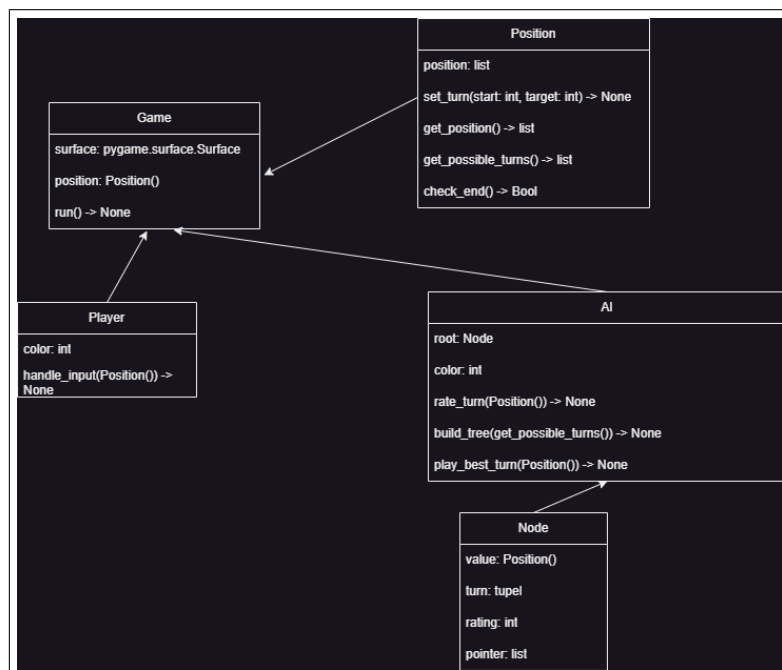 Position
position: list
set_turn(start: int, target: int) -> None
get_position() -> list
get_possible_turns() -> list
check_end() -> Bool
Game
surface: pygame.surface.Surface
position: Position()
run() -> None
Player
color: int
handle_input(Position()) ->
None
AI
root: Node
color: int
rate_turn(Position()) -> None
build_tree(get_possible_turns()) -> None
play_best_turn(Position()) -> None
Node
value: Position()
turn: tupel
rating: int
pointer: list